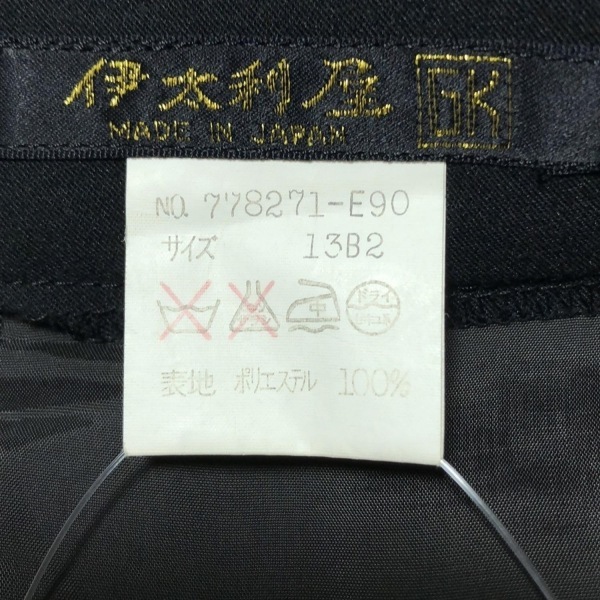 伊太利屋 GK
MADE IN JAPAN
NO. 778271-E90
サイズ 13B2
中 ドライ
表地 ポリエステル 100%